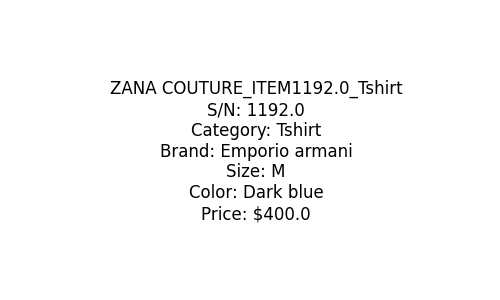 ZANA COUTURE_ITEM1192.0_Tshirt
S/N: 1192.0
Category: Tshirt
Brand: Emporio armani
Size: M
Color: Dark blue
Price: $400.0